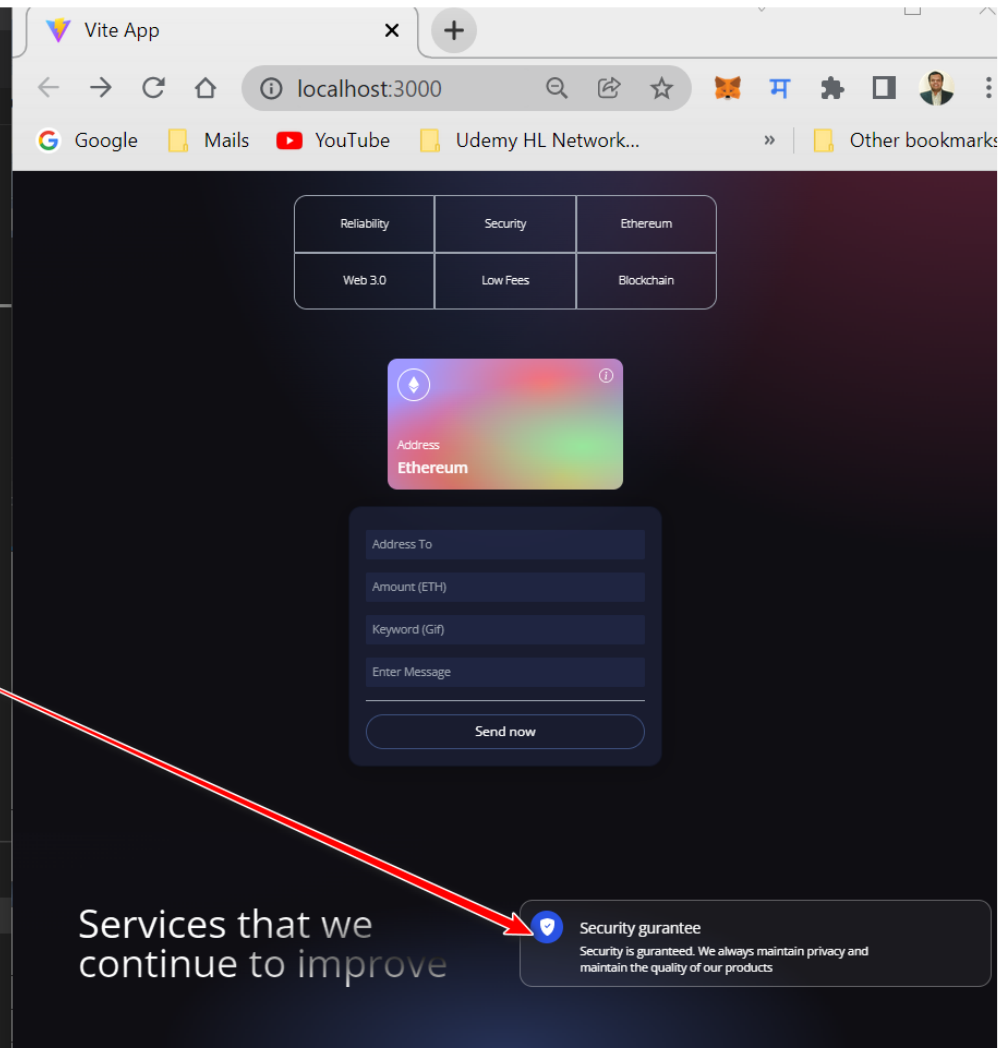 Vite App
localhost:3000
म
G Google Mails YouTube Udemy HL Network... » Other bookmarks
Reliability Security Ethereum
Web 3.0 Low Fees Blockchain
Address
Ethereum
Address To
Amount (ETH)
Keyword (Gif)
Enter Message
Send now
Services that we
continue to improve
Security gurantee
Security is guranteed. We always maintain privacy and
maintain the quality of our products